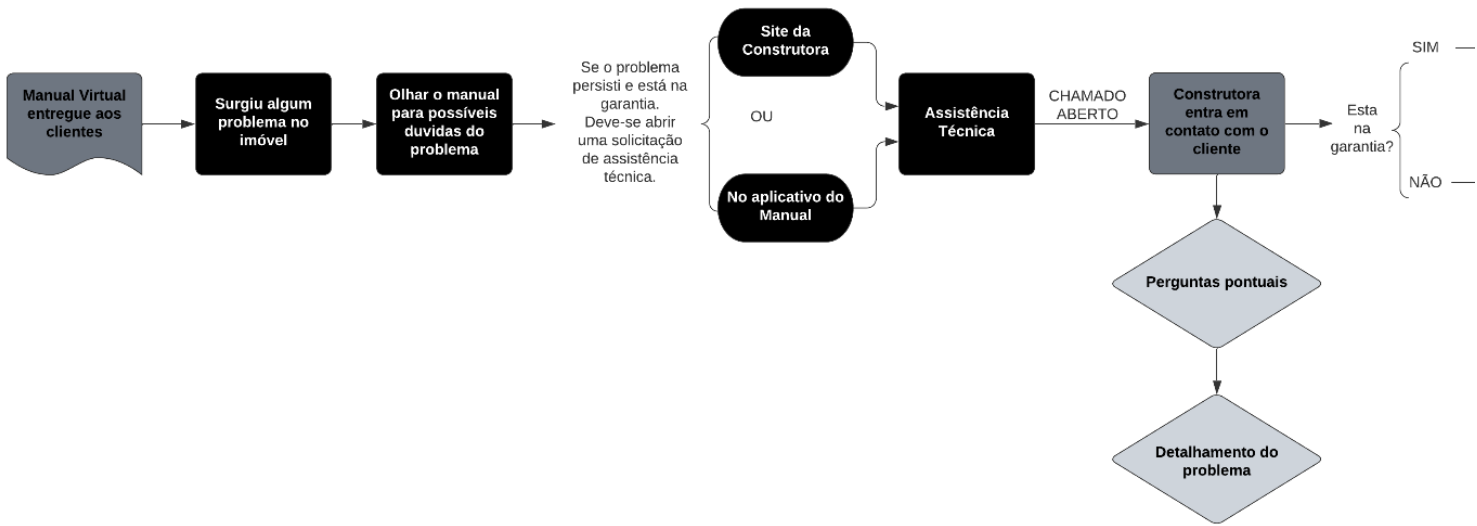 Manual Virtual
entregue aos
clientes
Surgiu algum
problema no
imóvel
Olhar o manual
para possíveis
duvidas do
problema
Se o problema
persisti e está na
garantia.
Deve-se abrir
uma solicitação
de assistência
técnica.
Site da
Construtora
OU
No aplicativo do
Manual
Assistência
Técnica
CHAMADO
ABERTO
Construtora
entra em
contato com o
cliente
Esta
na
garantia?
SIM
NÃO
Perguntas pontuais
Detalhamento do
problema